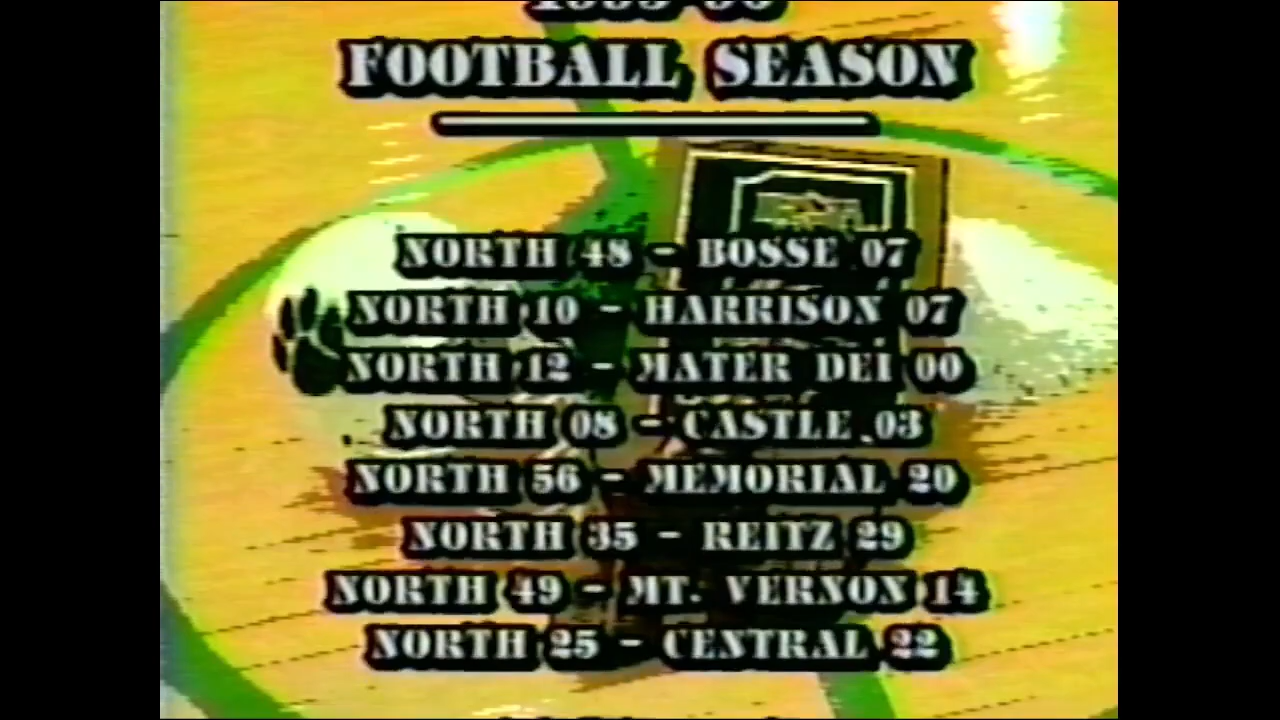 FOOTBALL SEASON
NORTH 48 - BOSSE 07
NORTH 10 - HARRISON 07
NORTH 12 - MATER DEI 00
NORTH 08 - CASTLE 03
NORTH 56 - MEMORIAL 20
NORTH 35 - REITZ 29
NORTH 49 - MT. VERNON 14
NORTH 25 - CENTRAL 22